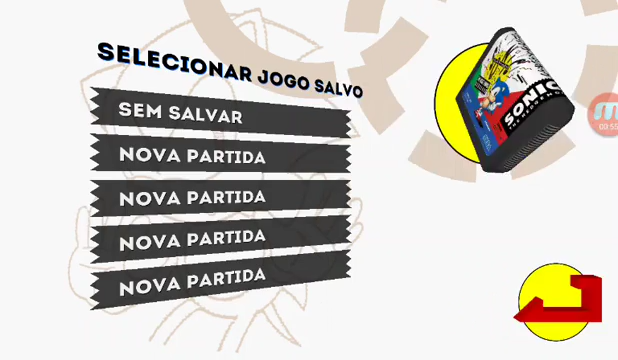 SELECIONAR JOGO SALVO
SEM SALVAR
NOVA PARTIDA
NOVA PARTIDA
NOVA PARTIDA
NOVA PARTIDA
SONIC